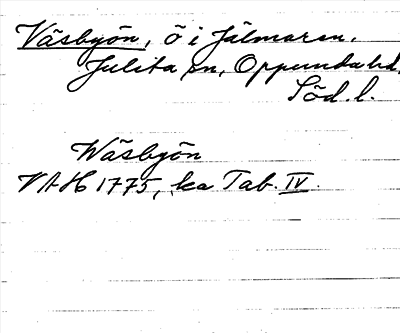 Väsbyön, ö i Jälmaren.
Julita sn, Oppunda hd,
Söd. l.
Wäsbyön
VAH 1775, ka Tab. IV.